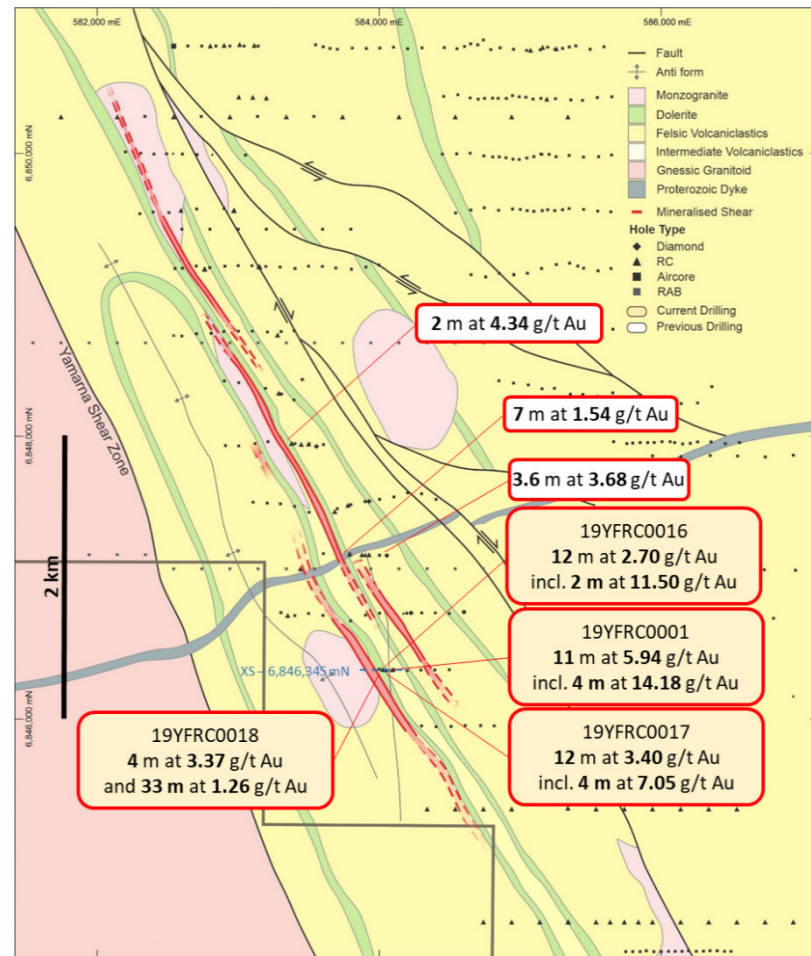 582,000 mE
584,000 mE
586,000 mE
6,850,000 mN
6,848,000 mN
6,846,000 mN
Fault
Anti form
Monzogranite
Dolerite
Felsic Volcaniclastics
Intermediate Volcaniclastics
Gnessic Granitoid
Proterozoic Dyke
Mineralised Shear
Hole Type
Diamond
RC
Aircore
RAB
Current Drilling
Previous Drilling
Yamarna Shear Zone
2 km
2 m at 4.34 g/t Au
7 m at 1.54 g/t Au
3.6 m at 3.68 g/t Au
19YFRC0016
12 m at 2.70 g/t Au
incl. 2 m at 11.50 g/t Au
XS – 6,846,345 mN
19YFRC0001
11 m at 5.94 g/t Au
incl. 4 m at 14.18 g/t Au
19YFRC0018
4 m at 3.37 g/t Au
and 33 m at 1.26 g/t Au
19YFRC0017
12 m at 3.40 g/t Au
incl. 4 m at 7.05 g/t Au